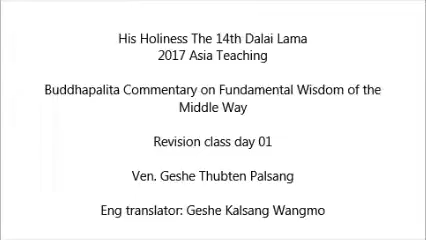 His Holiness The 14th Dalai Lama
2017 Asia Teaching
Buddhapalita Commentary on Fundamental Wisdom of the
Middle Way
Revision class day 01
Ven. Geshe Thubten Palsang
Eng translator: Geshe Kalsang Wangmo